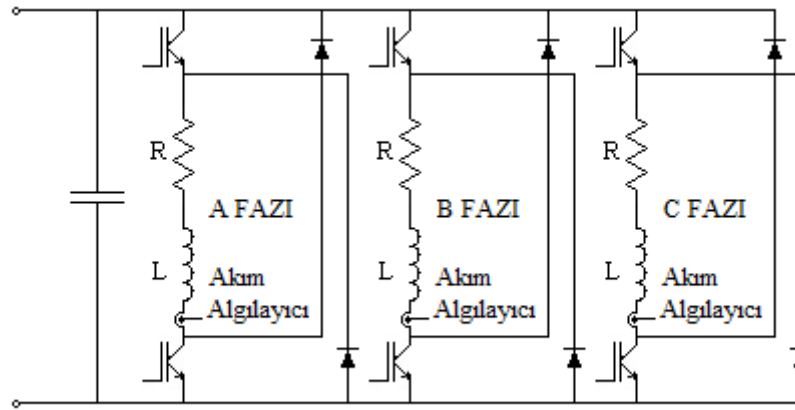 R
A FAZI
L
Akım
Algılayıcı
R
B FAZI
L
Akım
Algılayıcı
R
C FAZI
L
Akım
Algılayıcı